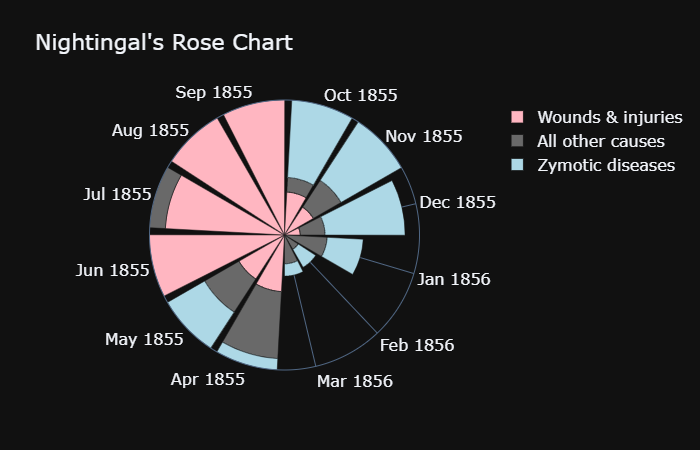 Nightingal's Rose Chart
Sep 1855
Oct 1855
Aug 1855
Nov 1855
Jul 1855
Dec 1855
Jun 1855
Jan 1856
May 1855
Feb 1856
Apr 1855
Mar 1856
Wounds & injuries
All other causes
Zymotic diseases